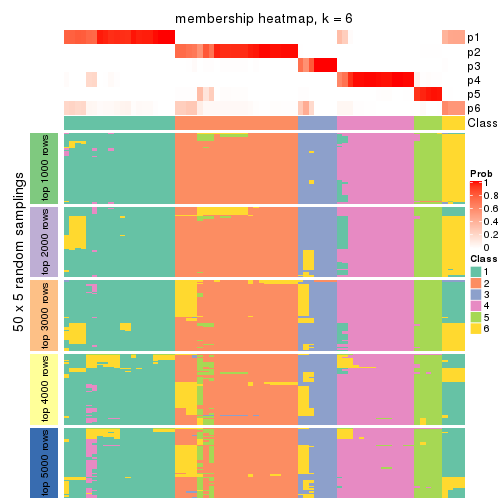 membership heatmap, k = 6
p1
p2
p3
p4
p5
p6
Class
50 x 5 random samplings
top 1000 rows
top 2000 rows
top 3000 rows
top 4000 rows
top 5000 rows
Prob
1
0.8
0.6
0.4
0.2
0
Class
1
2
3
4
5
6